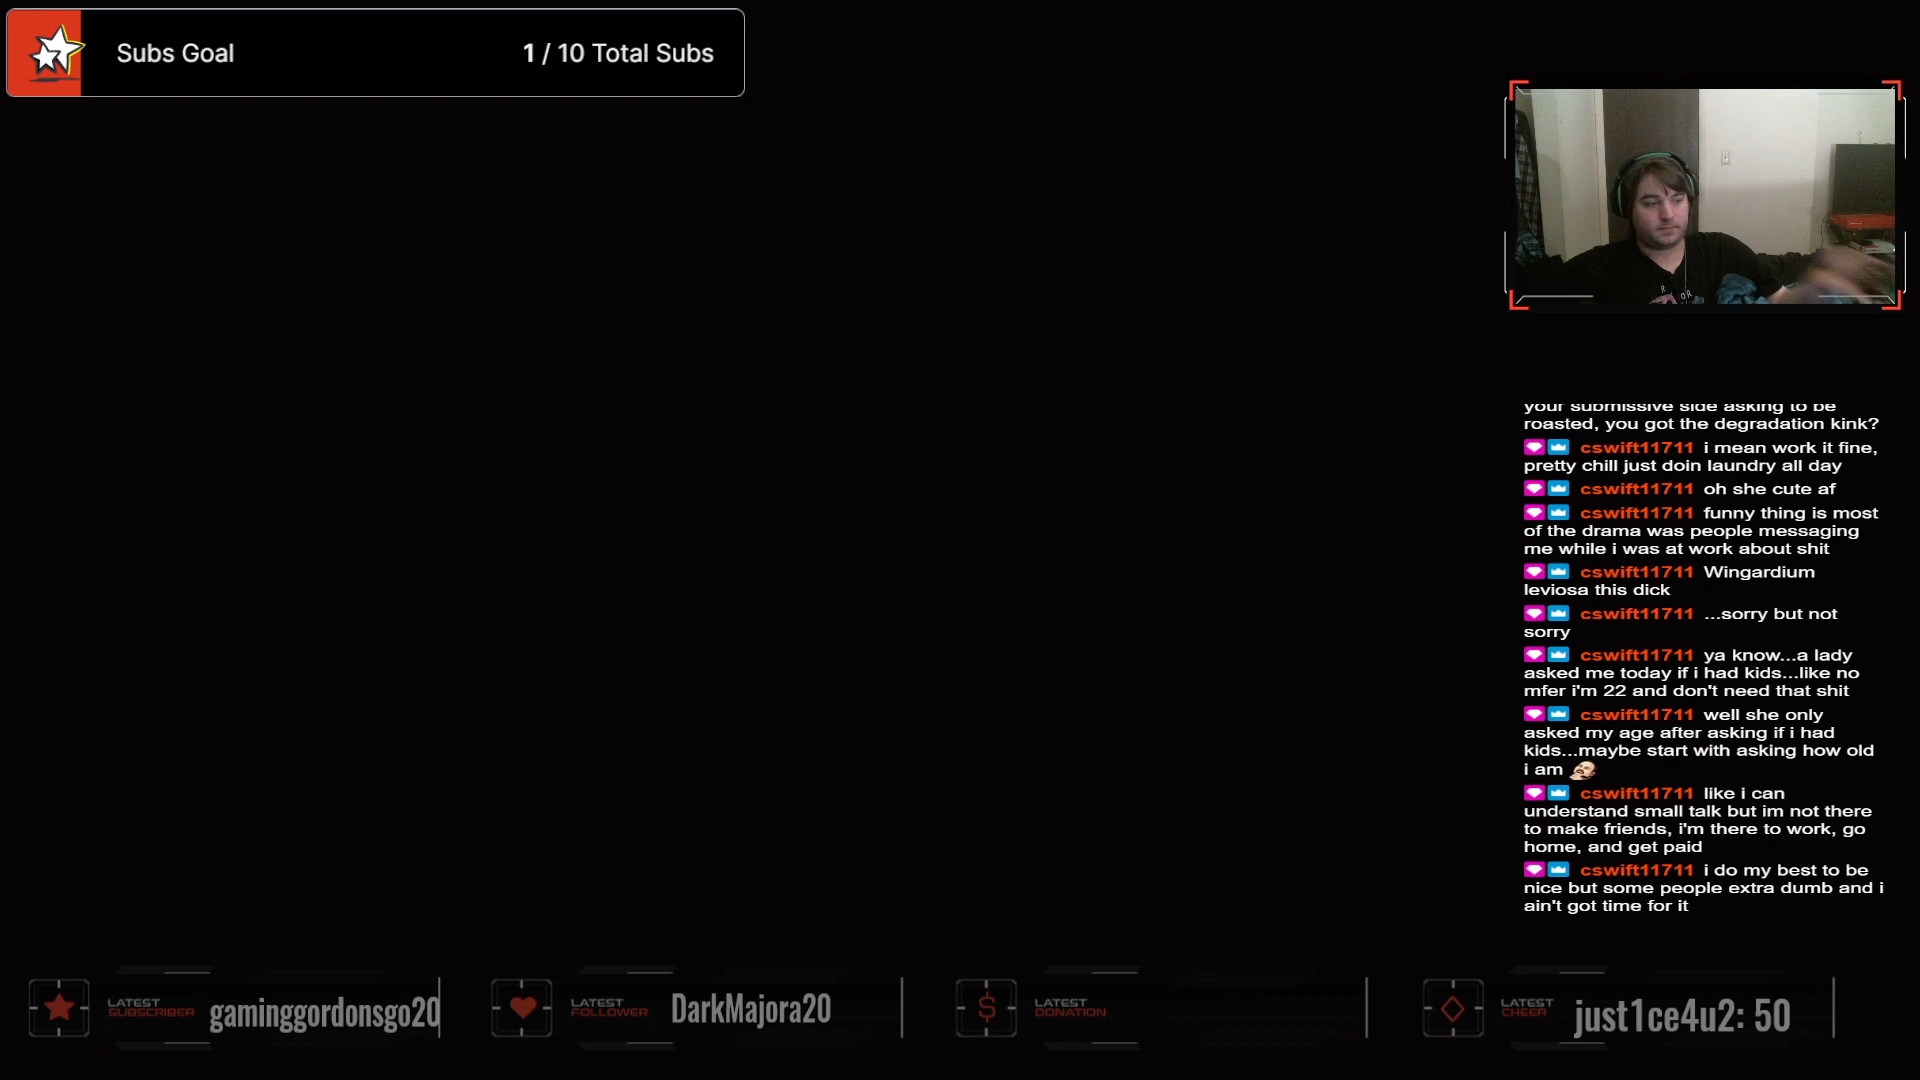 Subs Goal
1 / 10 Total Subs
your submissive side asking to be
roasted, you got the degradation kink?
cswift11711 i mean work it fine,
pretty chill just doin laundry all day
cswift11711 oh she cute af
cswift11711 funny thing is most
of the drama was people messaging
me while i was at work about shit
cswift11711 Wingardium
leviosa this dick
cswift11711 ...sorry but not
sorry
cswift11711 ya know...a lady
asked me today if i had kids...like no
mfer i'm 22 and don't need that shit
cswift11711 well she only
asked my age after asking if i had
kids...maybe start with asking how old
i am
cswift11711 like i can
understand small talk but im not there
to make friends, i'm there to work, go
home, and get paid
cswift11711 i do my best to be
nice but some people extra dumb and i
ain't got time for it
LATEST
SUBSCRIBER
gaminggordonsgo20
LATEST
FOLLOWER
DarkMajora20
LATEST
DONATION
LATEST
CHEER
just1ce4u2: 50